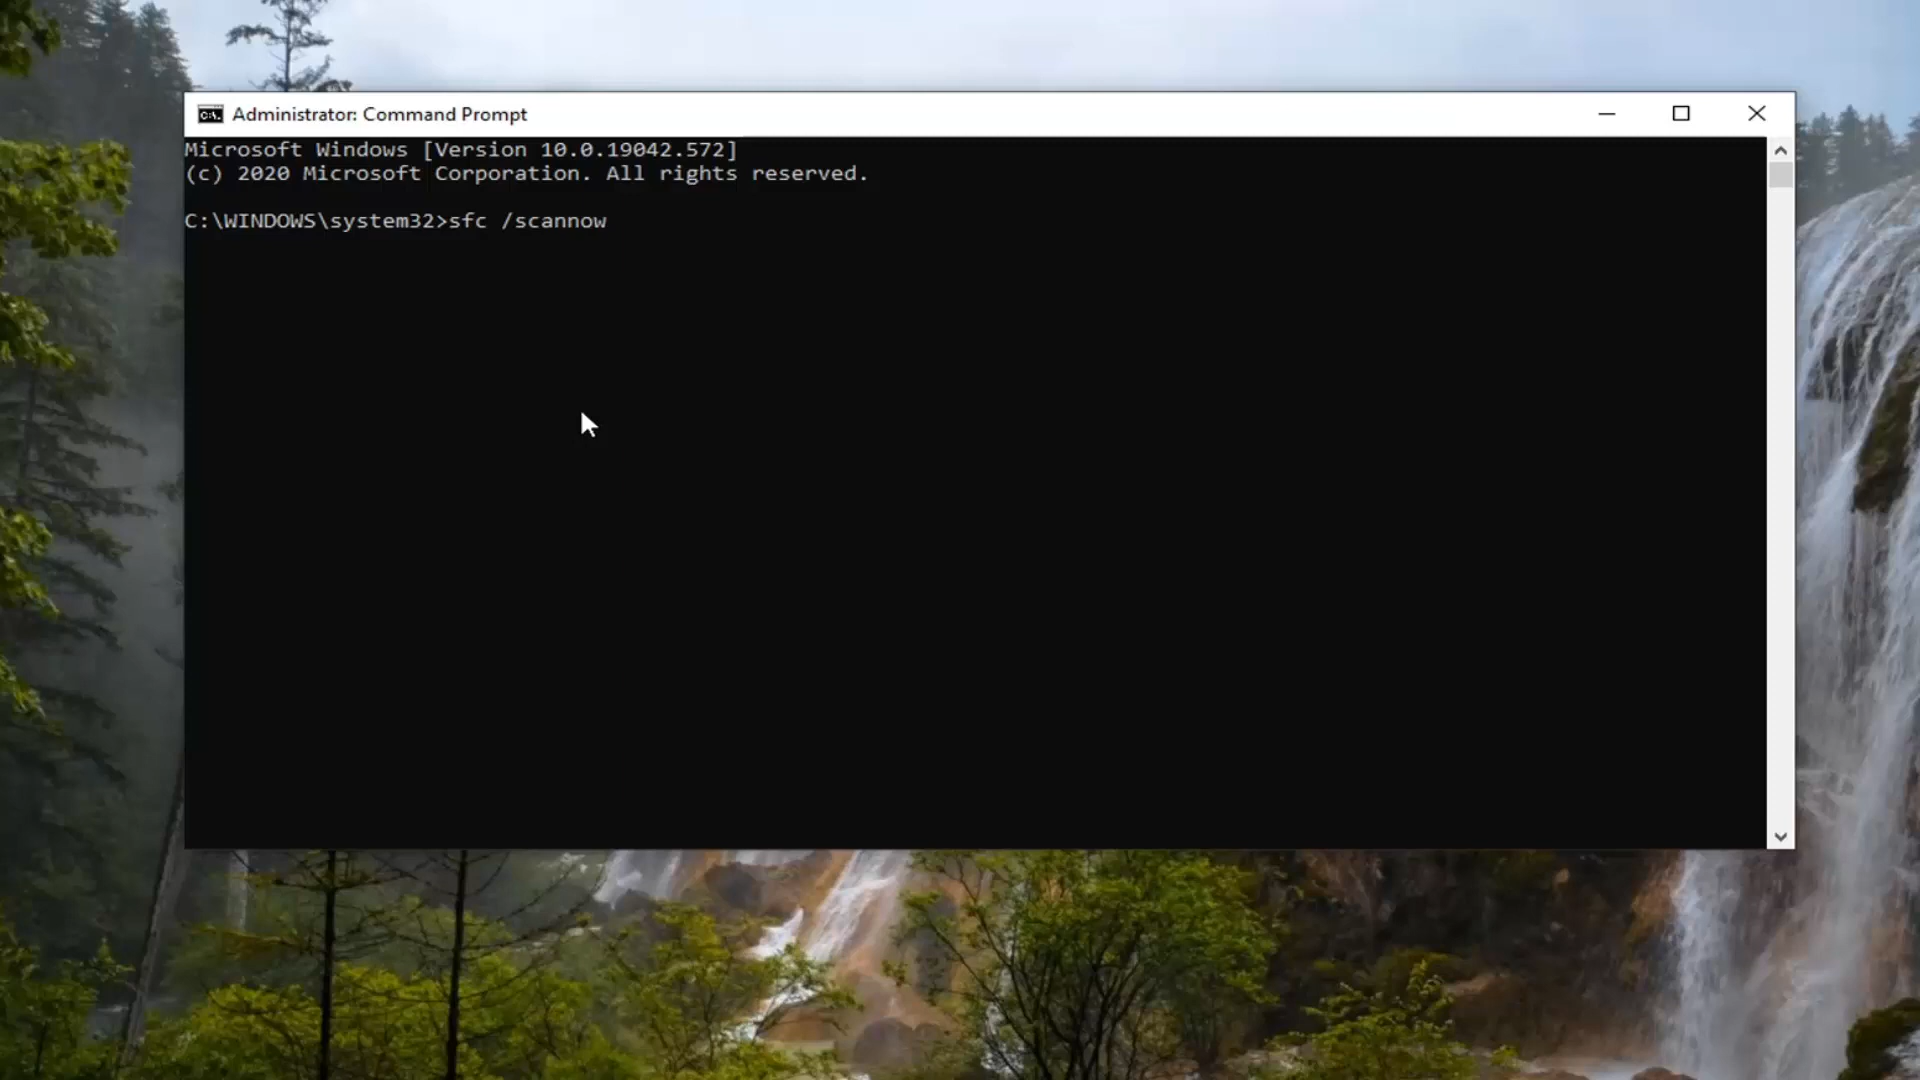 Administrator: Command Prompt
Microsoft Windows [Version 10.0.19042.572]
(c) 2020 Microsoft Corporation. All rights reserved.
C:\WINDOWS\system32>sfc /scannow